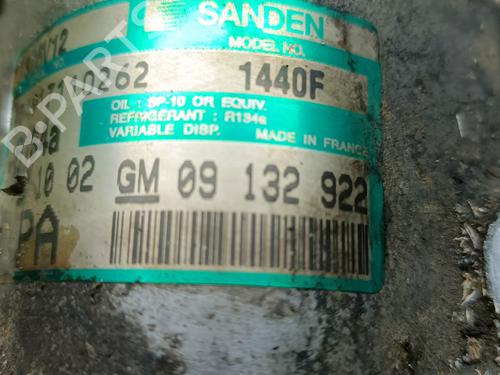 SANDEN
MODEL NO.
1440F
OIL : SP-10 OR EQUIV.
REFRIGERANT : R134a
VARIABLE DISP. MADE IN FRANCE
10 02 GM 09 132 922
PA
B-PARTS